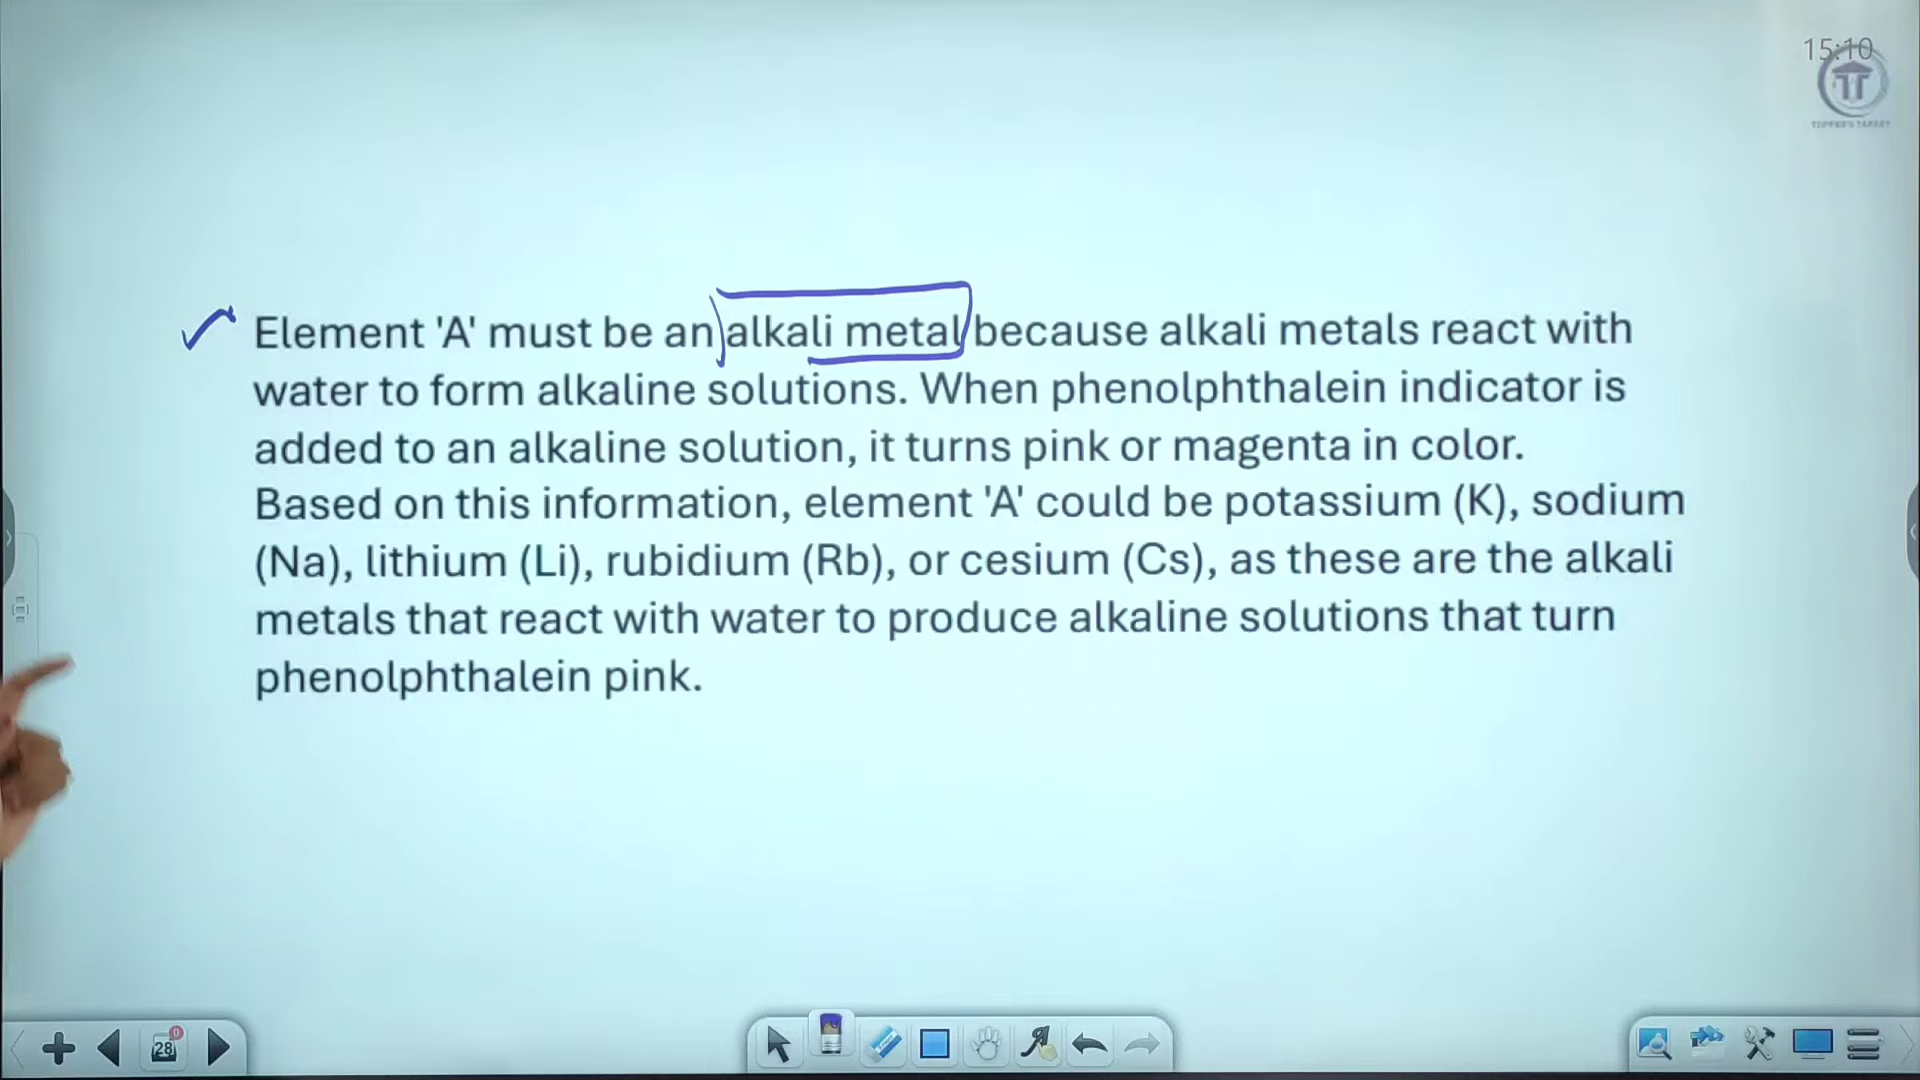 15:10
TOPPER'S TARGET
Element 'A' must be an alkali metal because alkali metals react with
water to form alkaline solutions. When phenolphthalein indicator is
added to an alkaline solution, it turns pink or magenta in color.
Based on this information, element 'A' could be potassium (K), sodium
(Na), lithium (Li), rubidium (Rb), or cesium (Cs), as these are the alkali
metals that react with water to produce alkaline solutions that turn
phenolphthalein pink.
28
0